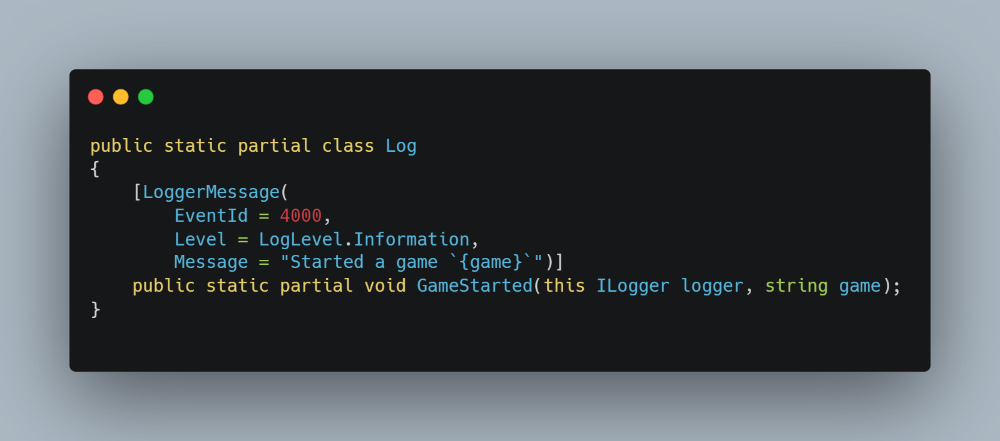 public static partial class Log
{
    [LoggerMessage(
        EventId = 4000,
        Level = LogLevel.Information,
        Message = "Started a game `{game}`")]
    public static partial void GameStarted(this ILogger logger, string game);
}